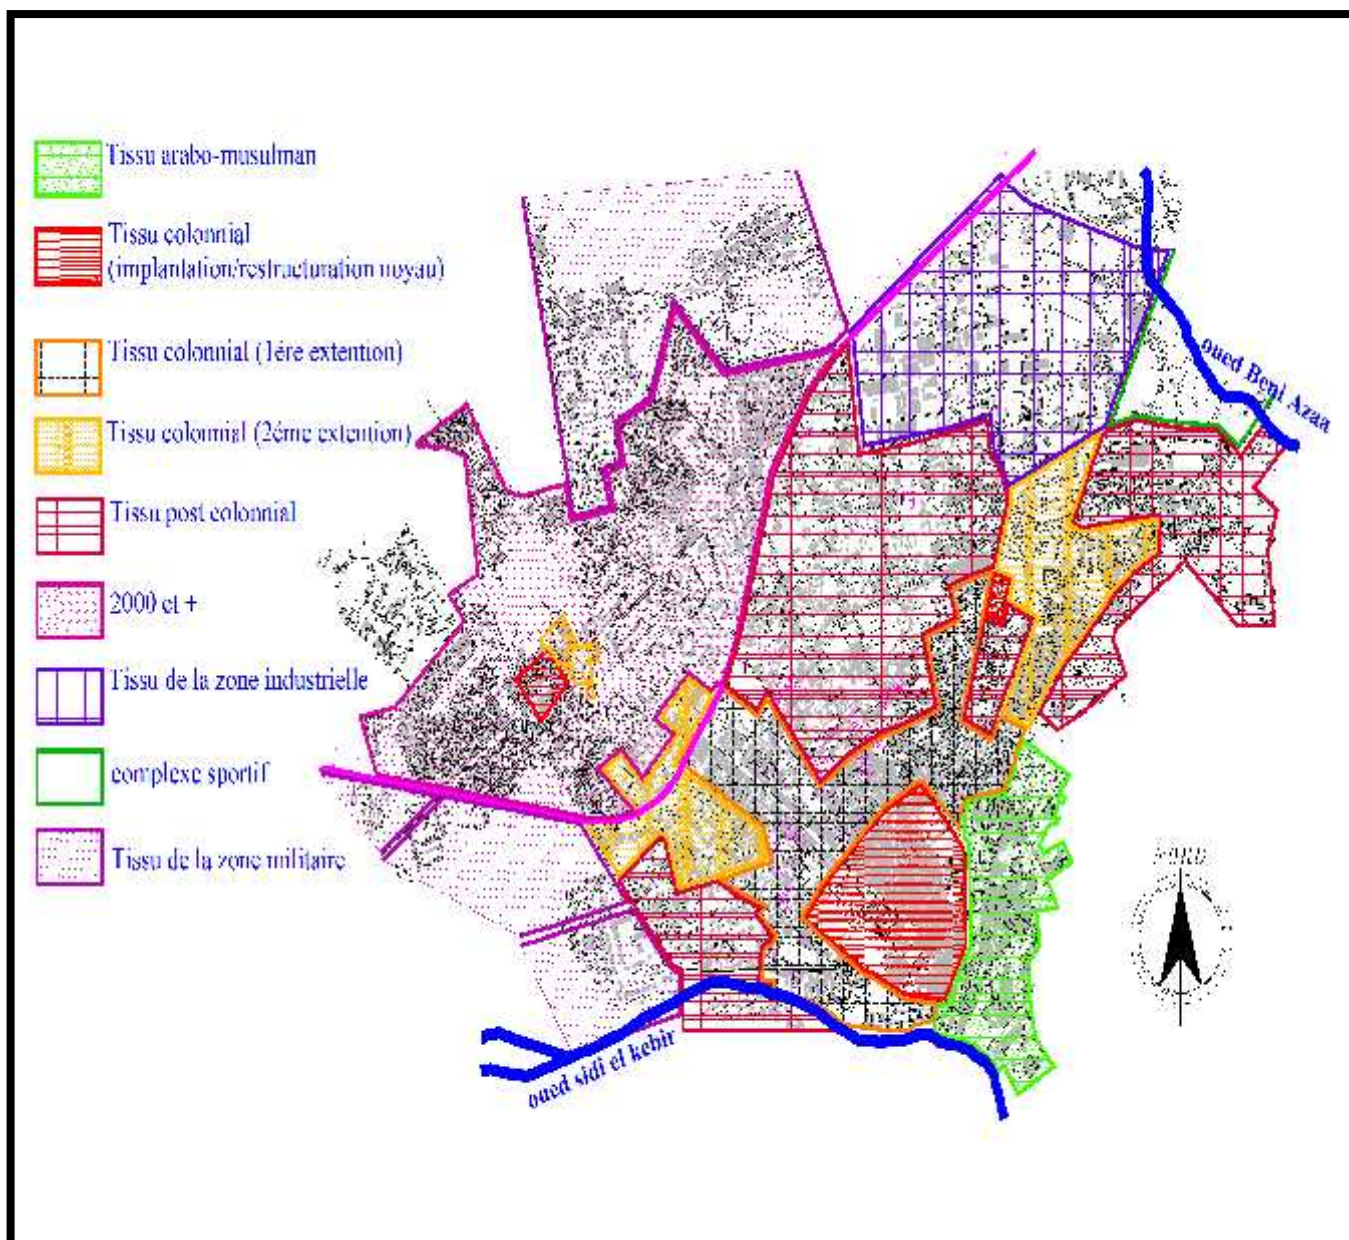 Tissu arabo-musulman
Tissu colonnial
(implantation/restructuration noyau)
Tissu colonnial (1ére extention)
Tissu colonnial (2éme extention)
Tissu post colonnial
2000 et +
Tissu de la zone industrielle
complexe sportif
Tissu de la zone militaire
oued Beni Azaa
oued sidi el kebir